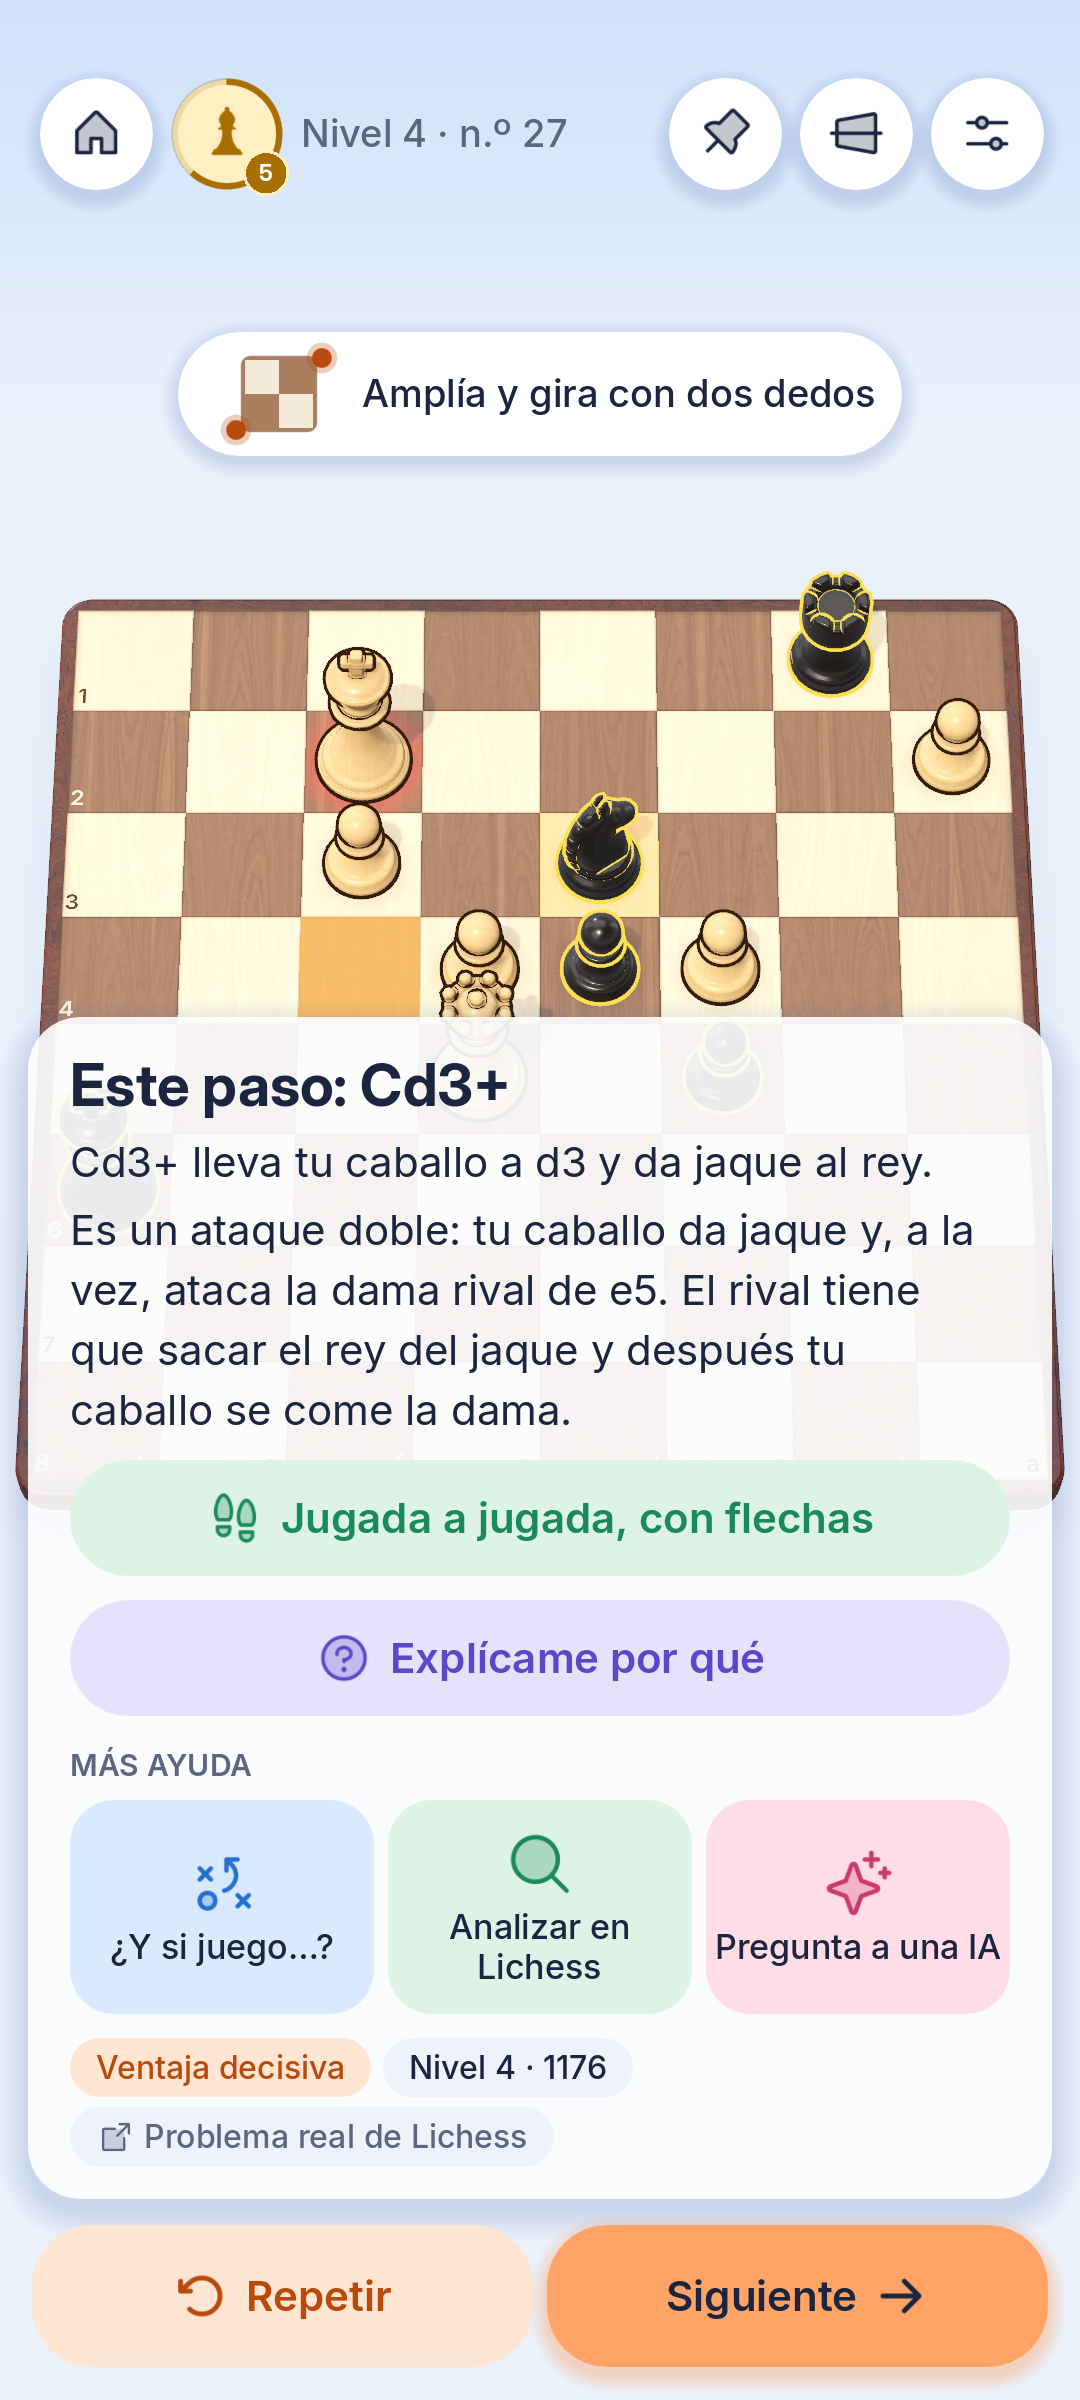 Nivel 4 · n.º 27
5
Amplía y gira con dos dedos
1
2
3
4
Este paso: Cd3+
Cd3+ lleva tu caballo a d3 y da jaque al rey.
Es un ataque doble: tu caballo da jaque y, a la
vez, ataca la dama rival de e5. El rival tiene
que sacar el rey del jaque y después tu
caballo se come la dama.
6
7
8
a
Jugada a jugada, con flechas
Explícame por qué
MÁS AYUDA
¿Y si juego...?
Analizar en
Lichess
Pregunta a una IA
Ventaja decisiva
Nivel 4 · 1176
Problema real de Lichess
Repetir
Siguiente